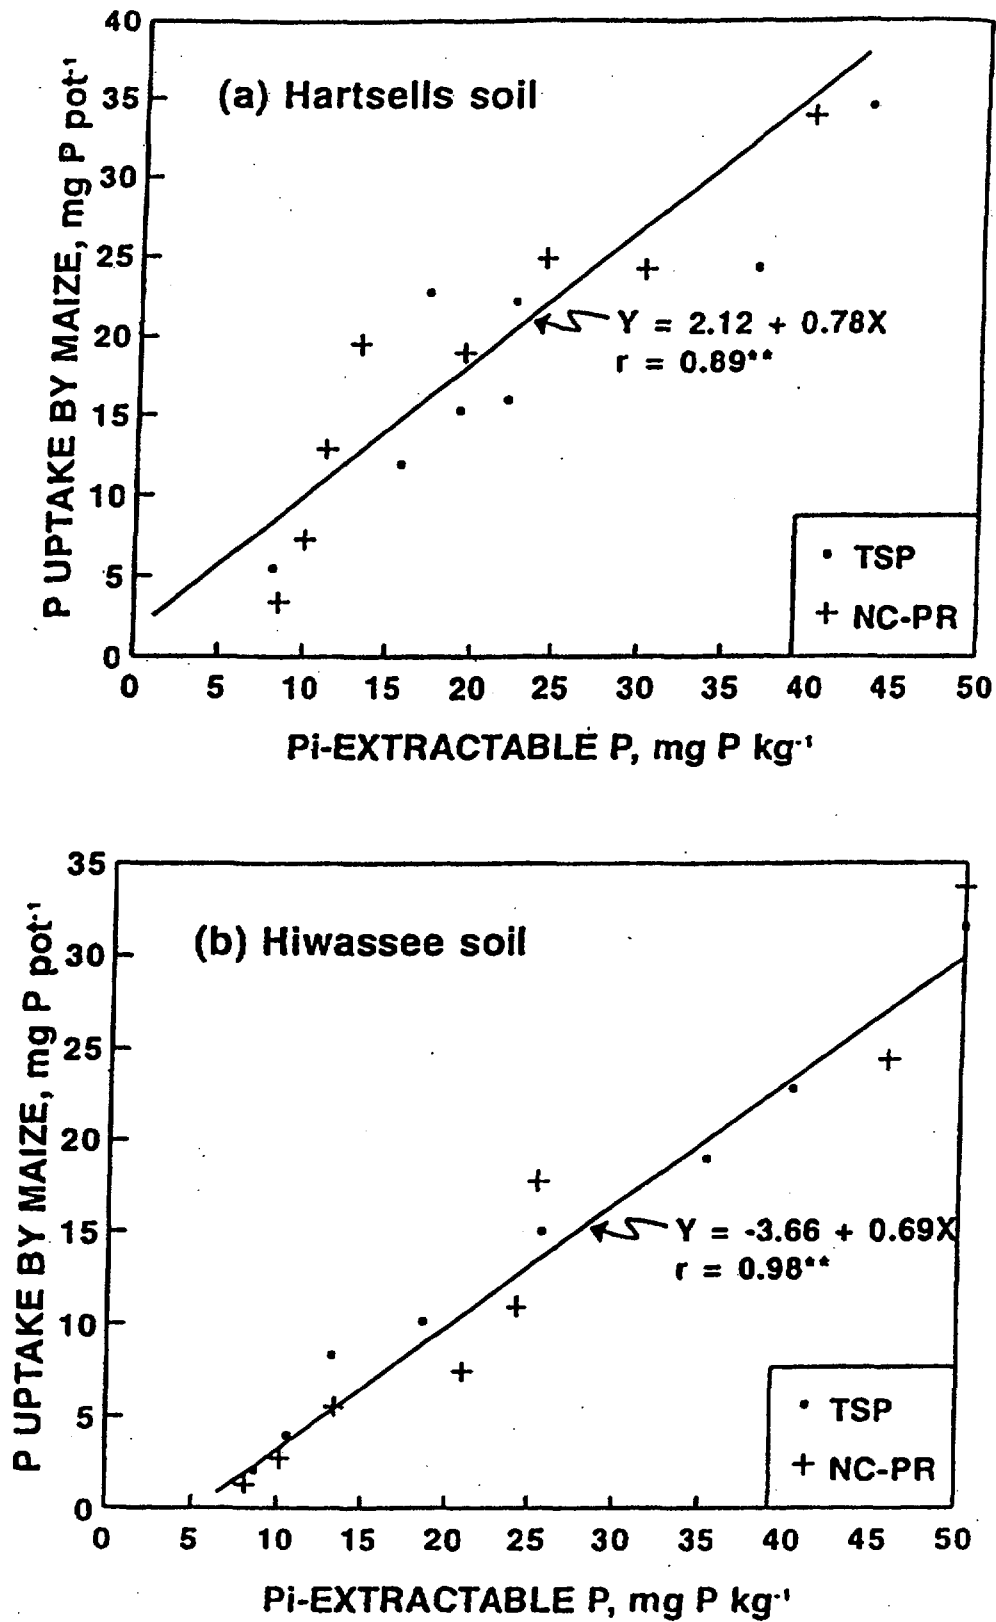 40
35
30
25
20
15
10
5
0
P UPTAKE BY MAIZE, mg P pot⁻¹
(a) Hartsells soil
Y = 2.12 + 0.78X
r = 0.89**
• TSP
+ NC-PR
0 5 10 15 20 25 30 35 40 45 50
Pi-EXTRACTABLE P, mg P kg⁻¹
35
30
25
20
15
10
5
0
P UPTAKE BY MAIZE, mg P pot⁻¹
(b) Hiwassee soil
Y = -3.66 + 0.69X
r = 0.98**
• TSP
+ NC-PR
0 5 10 15 20 25 30 35 40 45 50
Pi-EXTRACTABLE P, mg P kg⁻¹